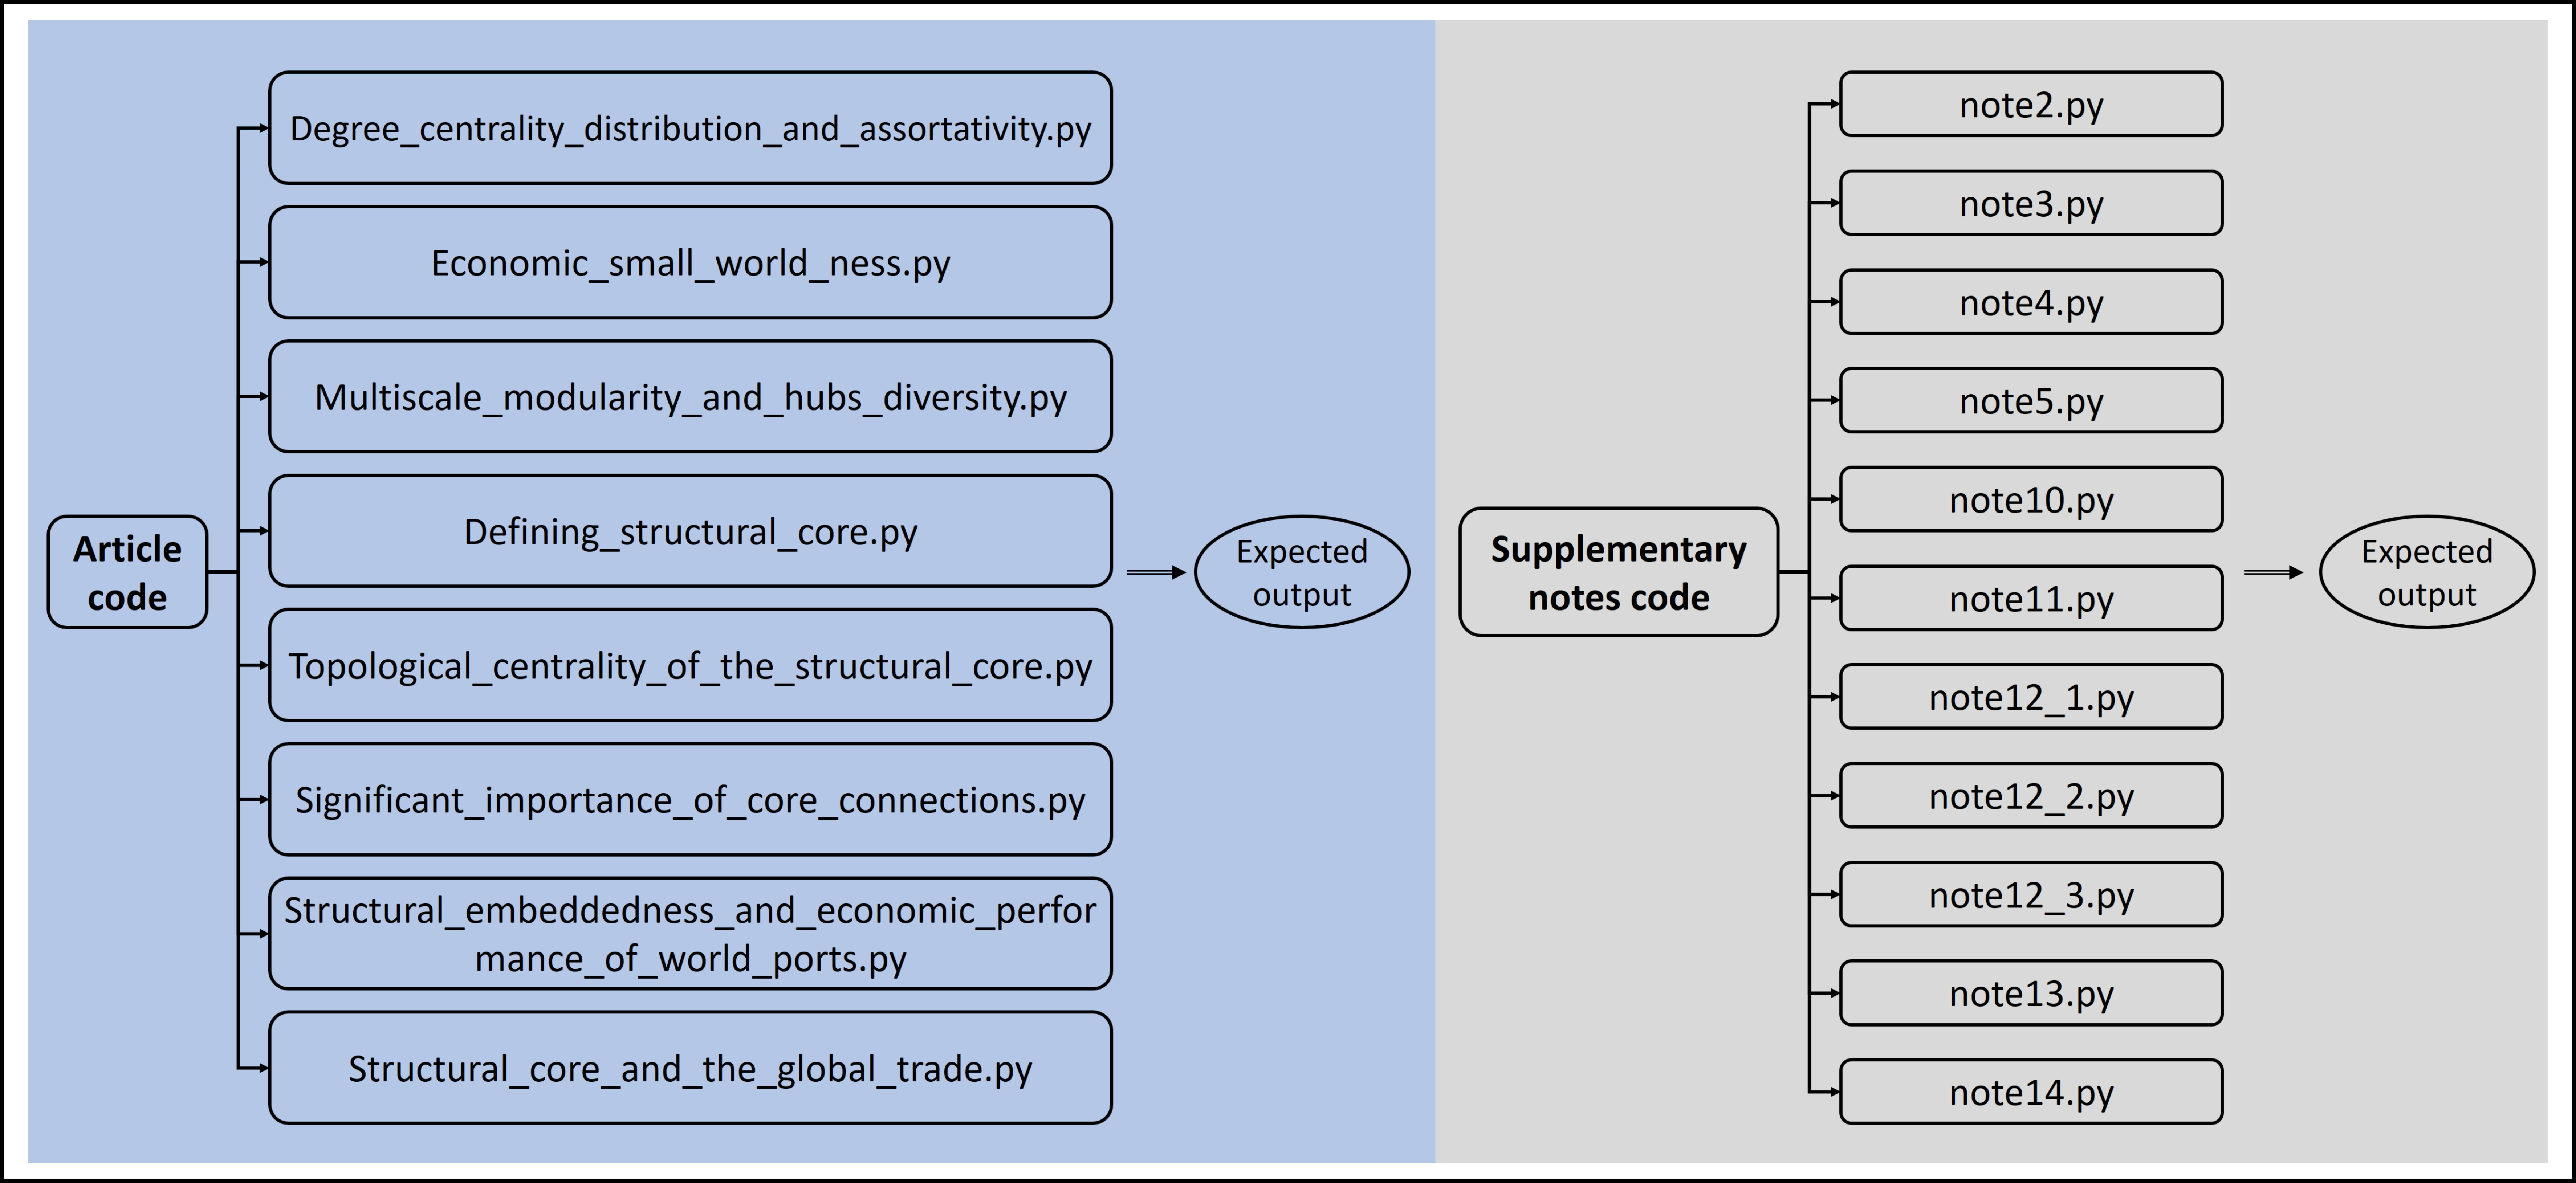 Article
code
Degree_centrality_distribution_and_assortativity.py
Economic_small_world_ness.py
Multiscale_modularity_and_hubs_diversity.py
Defining_structural_core.py
Topological_centrality_of_the_structural_core.py
Significant_importance_of_core_connections.py
Structural_embeddedness_and_economic_perfor
mance_of_world_ports.py
Structural_core_and_the_global_trade.py
Expected
output
Supplementary
notes code
note2.py
note3.py
note4.py
note5.py
note10.py
note11.py
note12_1.py
note12_2.py
note12_3.py
note13.py
note14.py
Expected
output